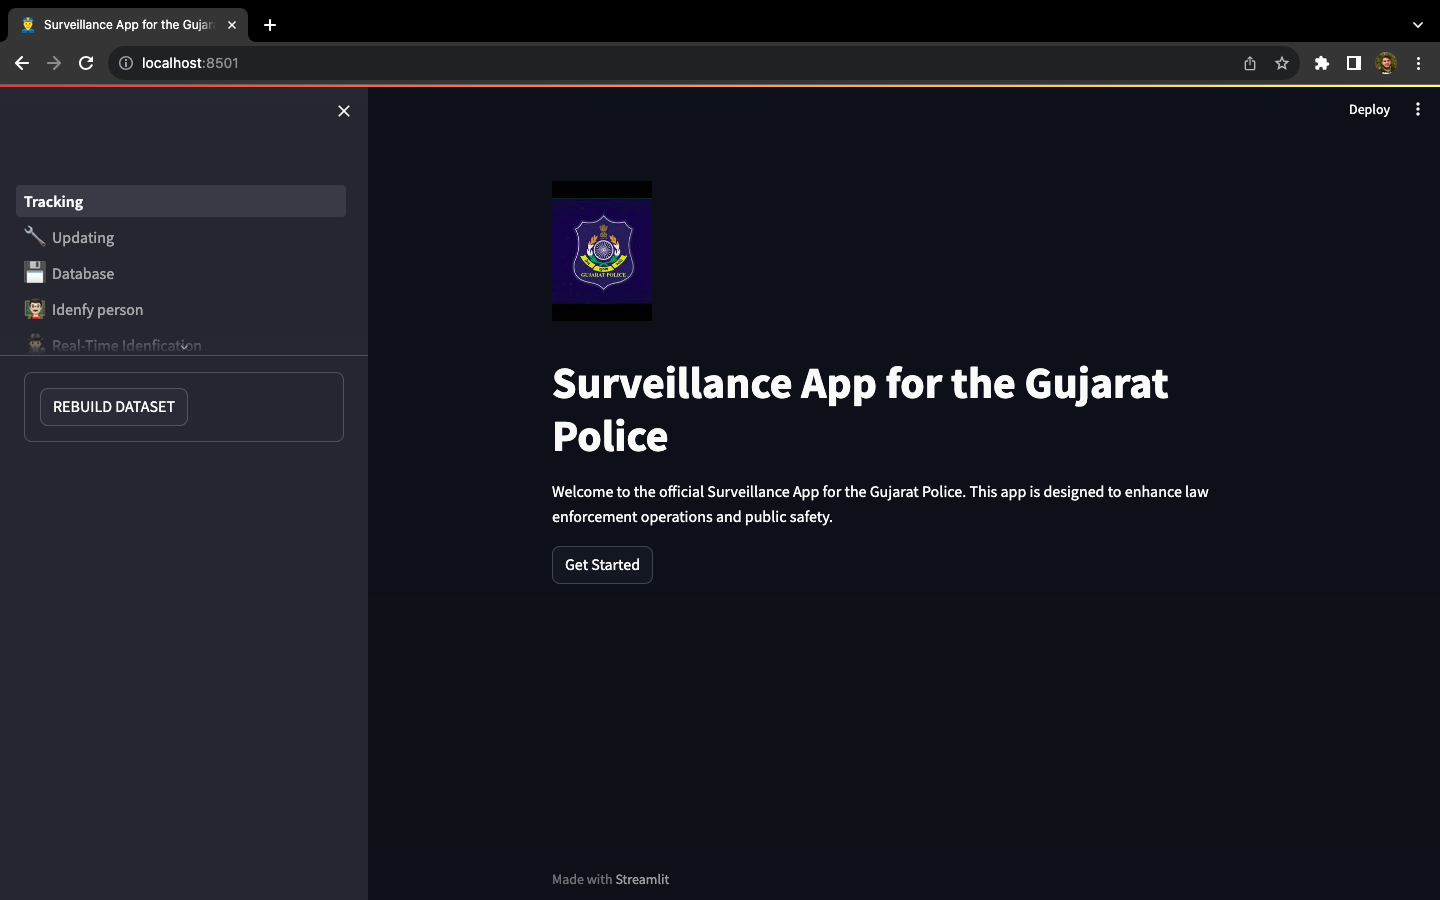 Surveillance App for the Gujar
localhost:8501
Deploy
Tracking
Updating
Database
Idenfy person
Real-Time Idenfication
REBUILD DATASET
GUJARAT POLICE
Surveillance App for the Gujarat
Police
Welcome to the official Surveillance App for the Gujarat Police. This app is designed to enhance law
enforcement operations and public safety.
Get Started
Made with Streamlit